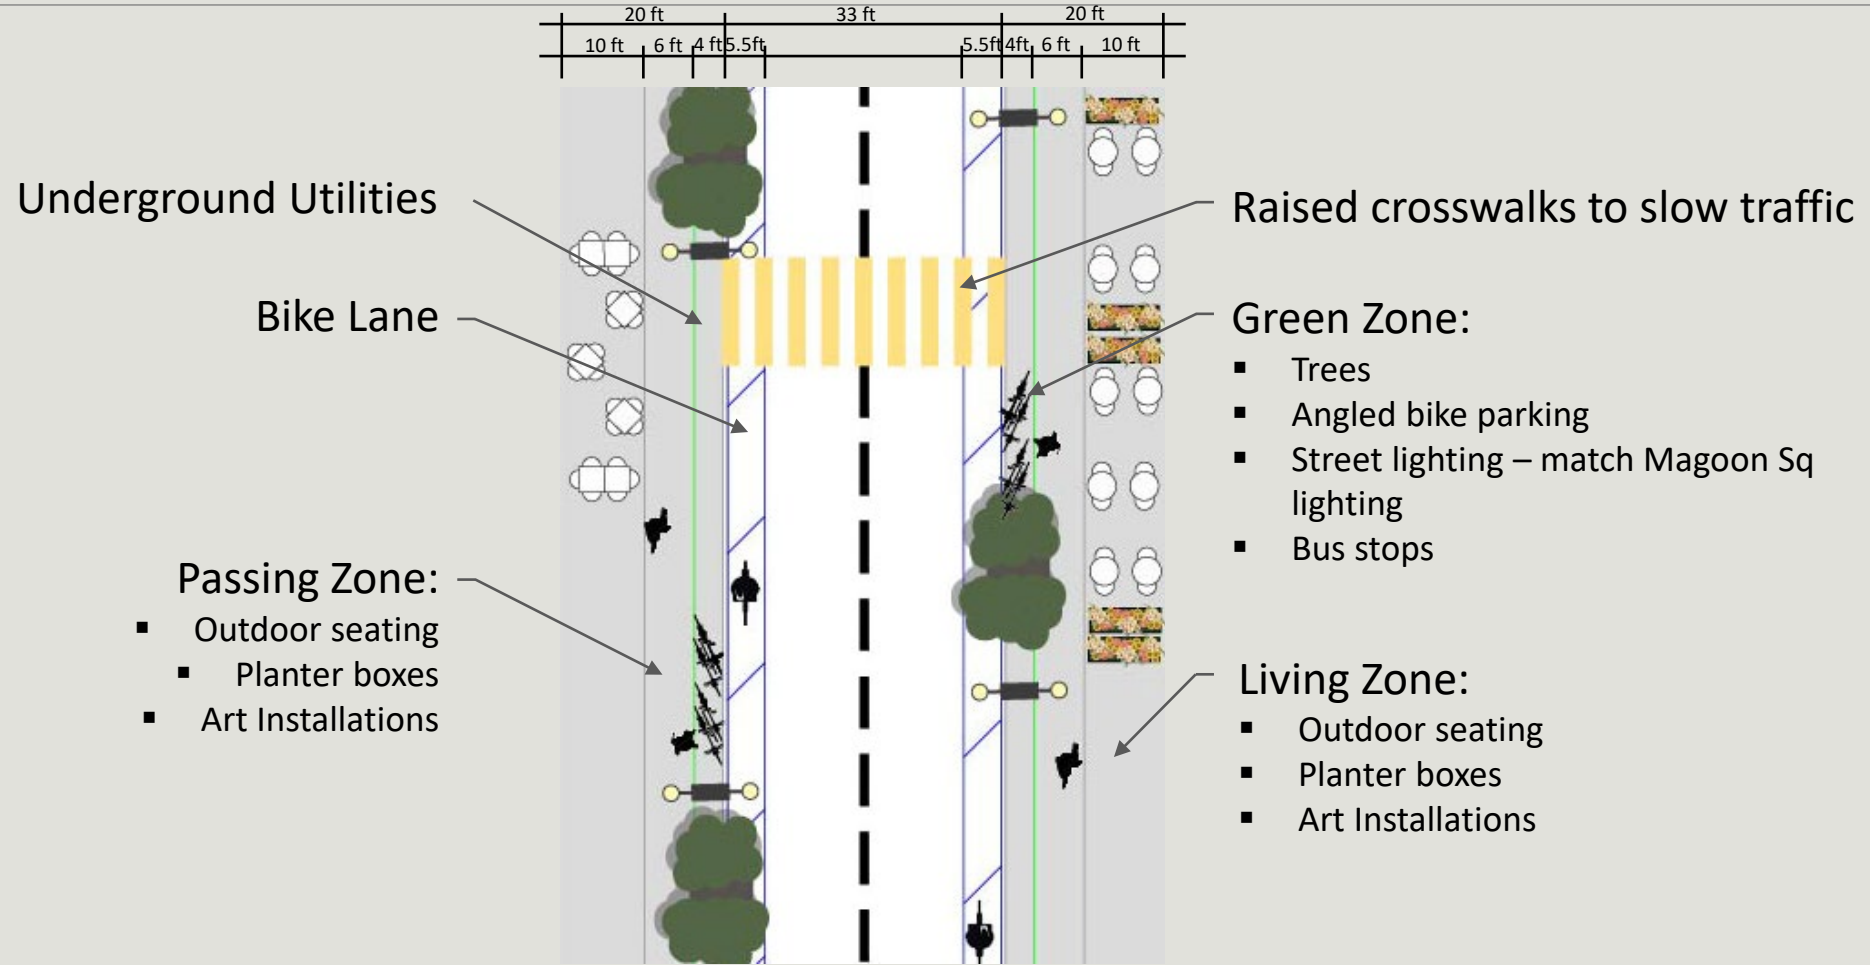 20 ft 33 ft 20 ft
10 ft 6 ft 4 ft 5.5ft 5.5ft 4ft 6 ft 10 ft
Underground Utilities
Bike Lane
Passing Zone:
▪ Outdoor seating
▪ Planter boxes
▪ Art Installations
Raised crosswalks to slow traffic
Green Zone:
▪ Trees
▪ Angled bike parking
▪ Street lighting – match Magoon Sq
lighting
▪ Bus stops
Living Zone:
▪ Outdoor seating
▪ Planter boxes
▪ Art Installations